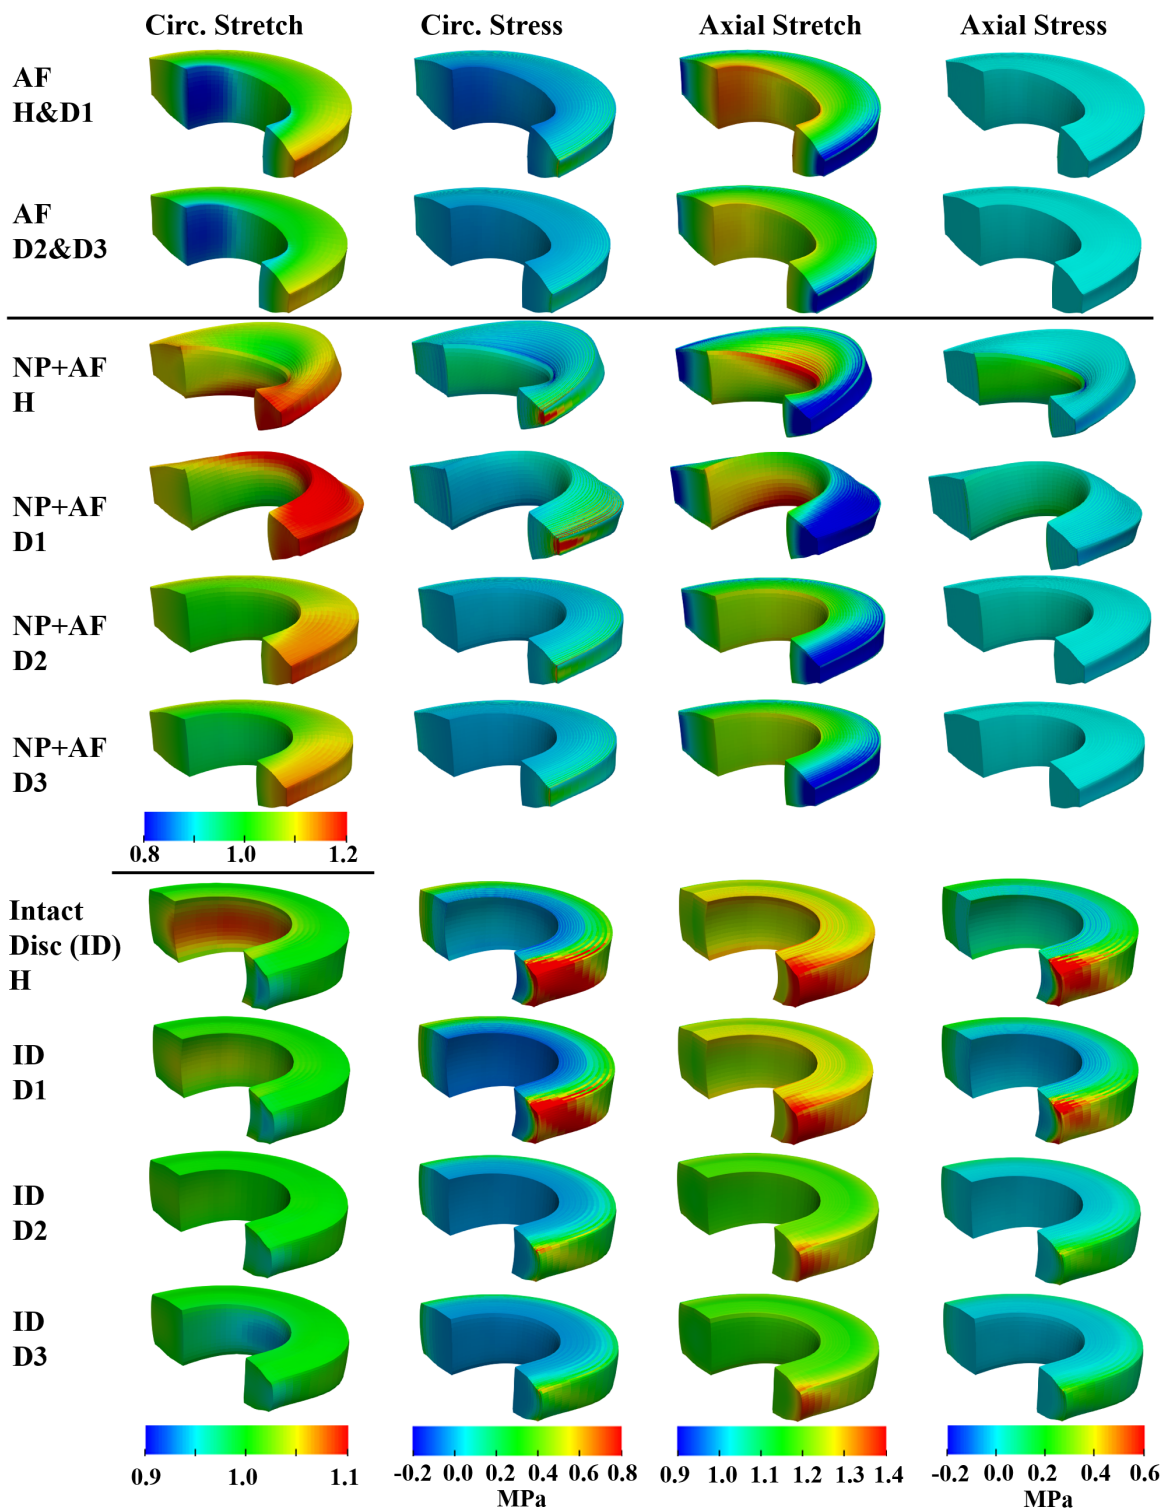 Circ. Stretch Circ. Stress Axial Stretch Axial Stress
AF
H&D1
AF
D2&D3
NP+AF
H
NP+AF
D1
NP+AF
D2
NP+AF
D3
0.8 1.0 1.2
Intact
Disc (ID)
H
ID
D1
ID
D2
ID
D3
0.9 1.0 1.1 -0.2 0.0 0.4 0.8 0.9 1.0 1.1 1.2 1.3 1.4 -0.2 0.0 0.2 0.4 0.6
MPa MPa